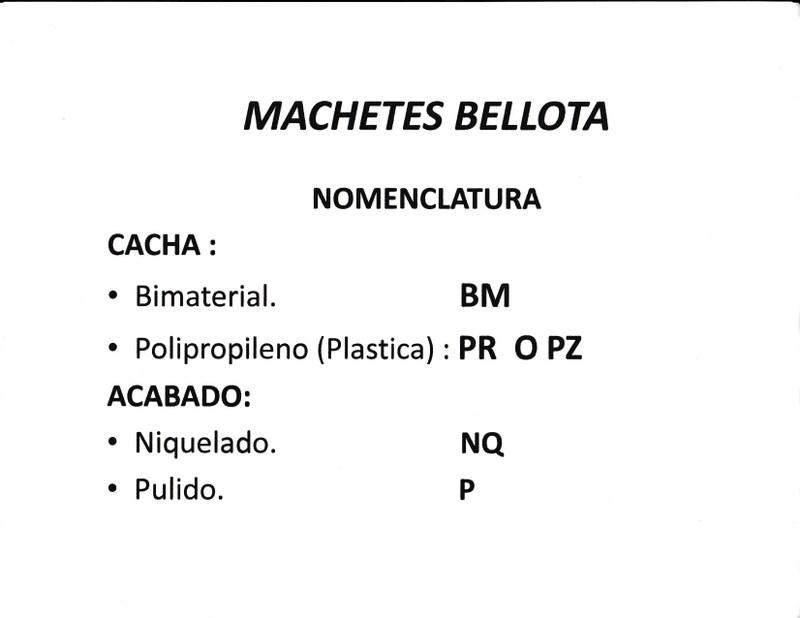 MACHETES BELLOTA
NOMENCLATURA
CACHA :
• Bimaterial. BM
• Polipropileno (Plastica) : PR O PZ
ACABADO:
• Niquelado. NQ
• Pulido. P